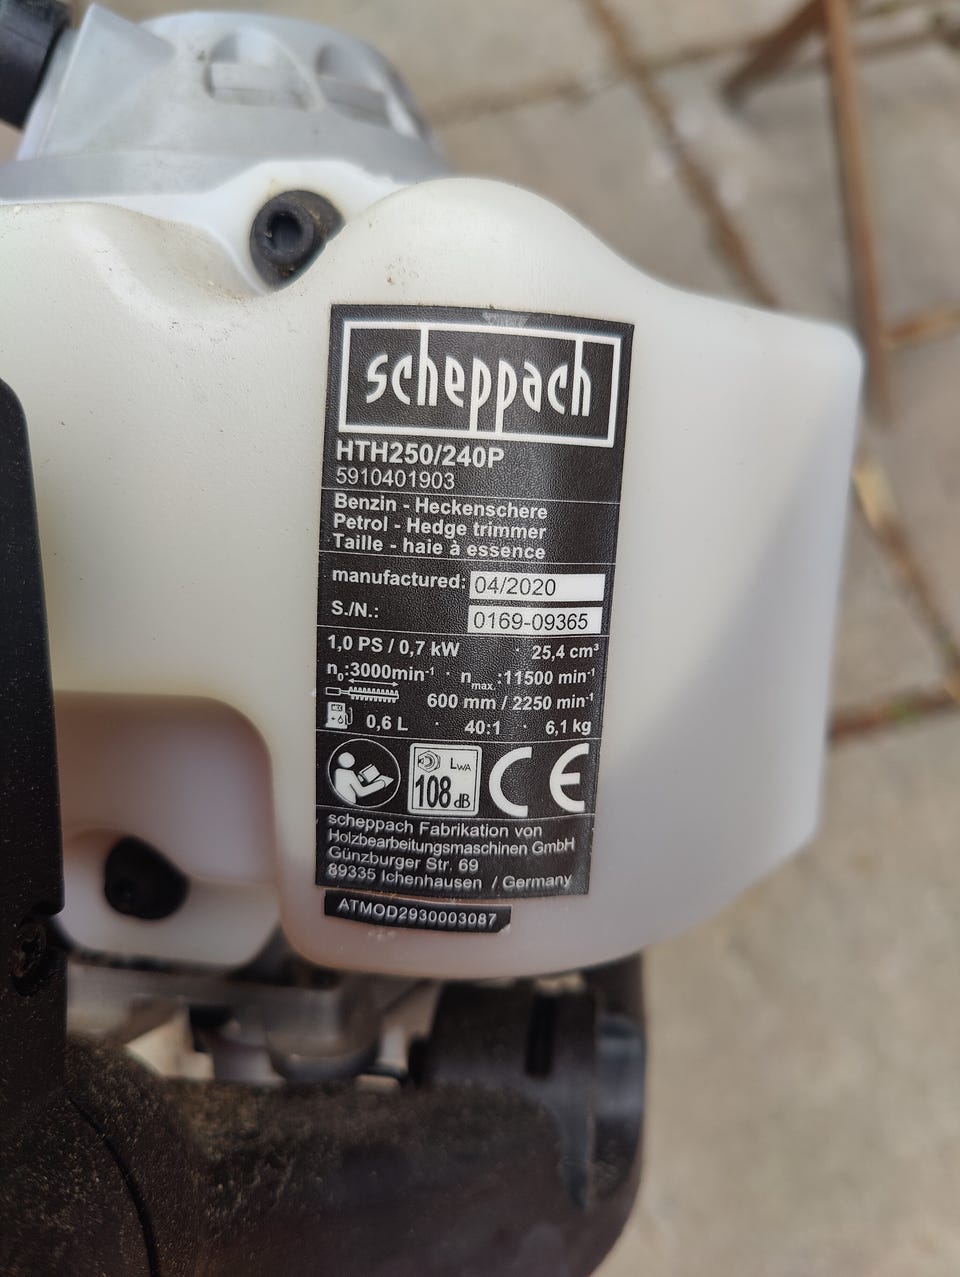 scheppach
HTH250/240P
5910401903
Benzin - Heckenschere
Petrol - Hedge trimmer
Taille - haie à essence
manufactured: 04/2020
S./N.: 0169-09365
1,0 PS / 0,7 kW · 25,4 cm³
n₀:3000min⁻¹ · nmax.:11500 min⁻¹
600 mm / 2250 min⁻¹
0,6 L · 40:1 · 6,1 kg
LWA
108 dB
CE
scheppach Fabrikation von
Holzbearbeitungsmaschinen GmbH
Günzburger Str. 69
89335 Ichenhausen / Germany
ATMOD2930003087